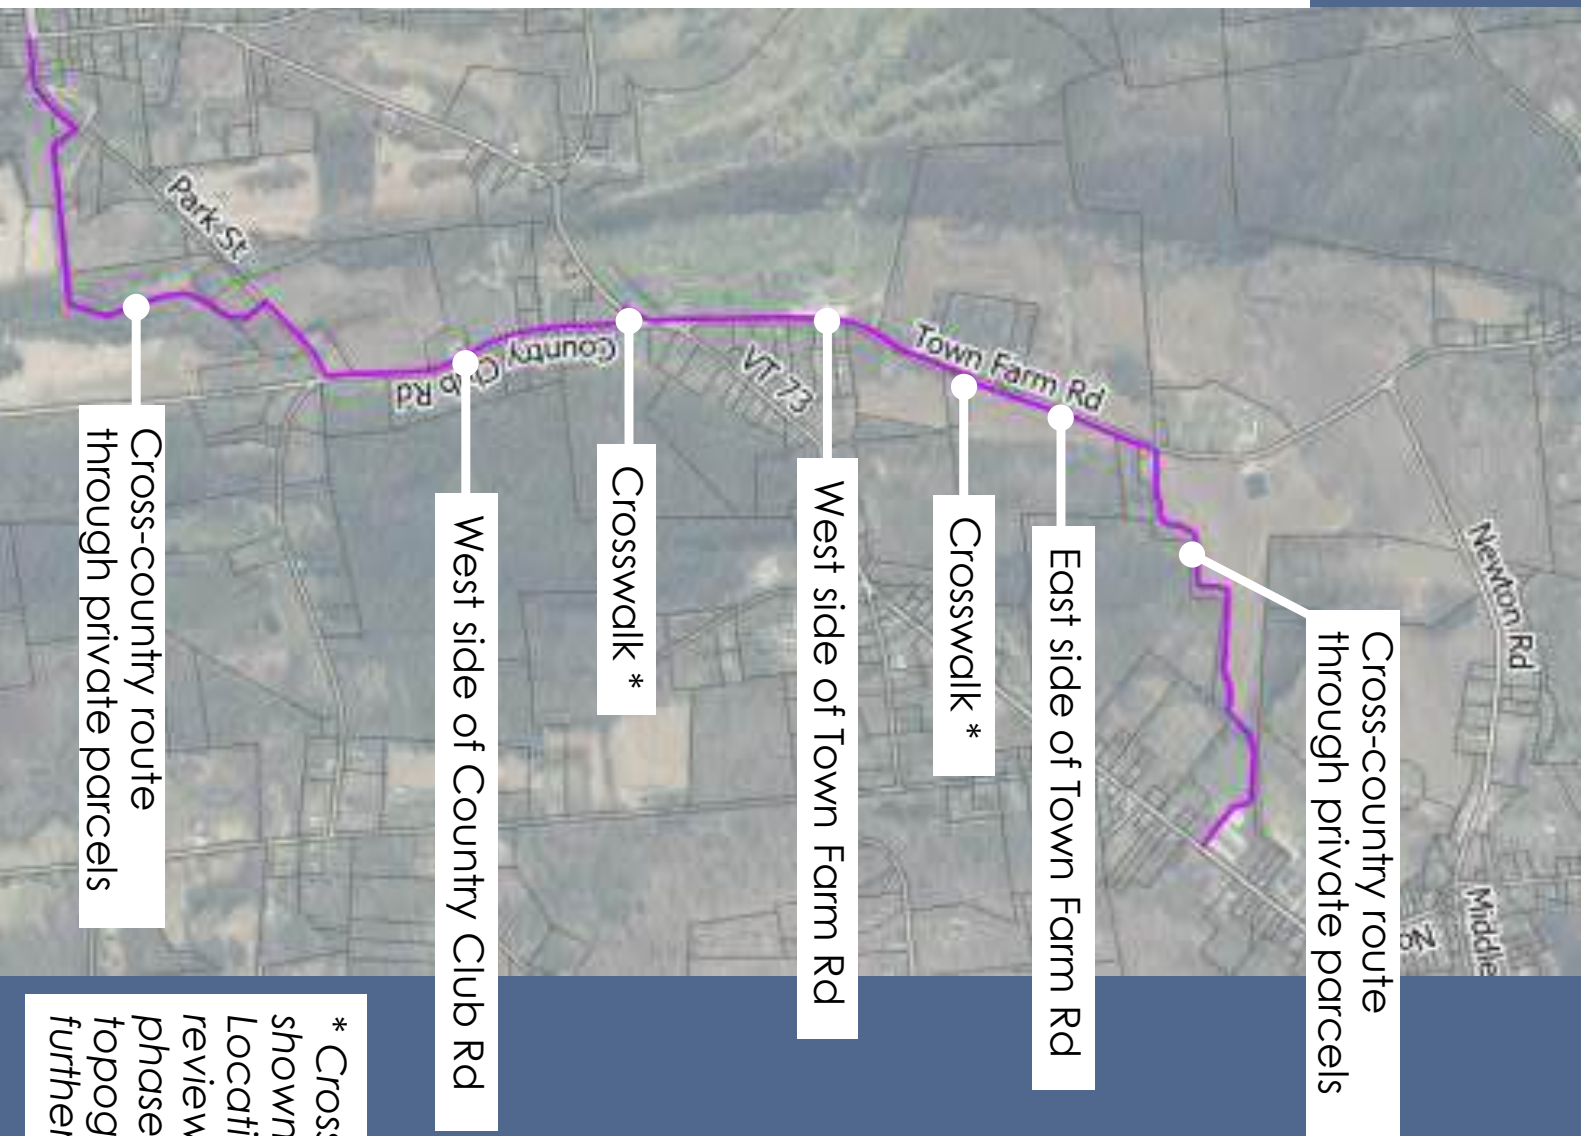 Cross-country route
through private parcels
East side of Town Farm Rd
Crosswalk *
West side of Town Farm Rd
Crosswalk *
West side of Country Club Rd
Cross-country route
through private parcels
Newton Rd
Middle
Town Farm Rd
VT 73
Country Club Rd
Park St
* Cross
shown
Locati
review
phase
topog
further